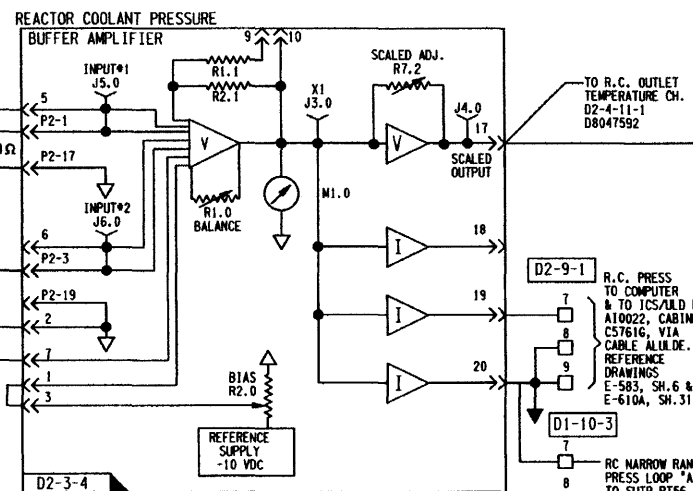 REACTOR COOLANT PRESSURE
BUFFER AMPLIFIER
9
10
R1.1
R2.1
INPUT#1
J5.0
5
P2-1
Ω
P2-17
V
R1.0
BALANCE
X1
J3.0
M1.0
SCALED ADJ.
R7.2
V
J4.0
17
SCALED
OUTPUT
TO R.C. OUTLET
TEMPERATURE CH.
D2-4-11-1
D8047592
INPUT#2
J6.0
6
P2-3
P2-19
2
7
1
3
I
18
I
19
I
20
BIAS
R2.0
REFERENCE
SUPPLY
-10 VDC
D2-9-1
7
8
9
R.C. PRESS
TO COMPUTER
& TO ICS/ULD
AI0022, CABIN
C5761G, VIA
CABLE ALULDE.
REFERENCE
DRAWINGS
E-583, SH.6 &
E-610A, SH.31
D1-10-3
7
8
RC NARROW RAN
PRESS LOOP "A
D2-3-4